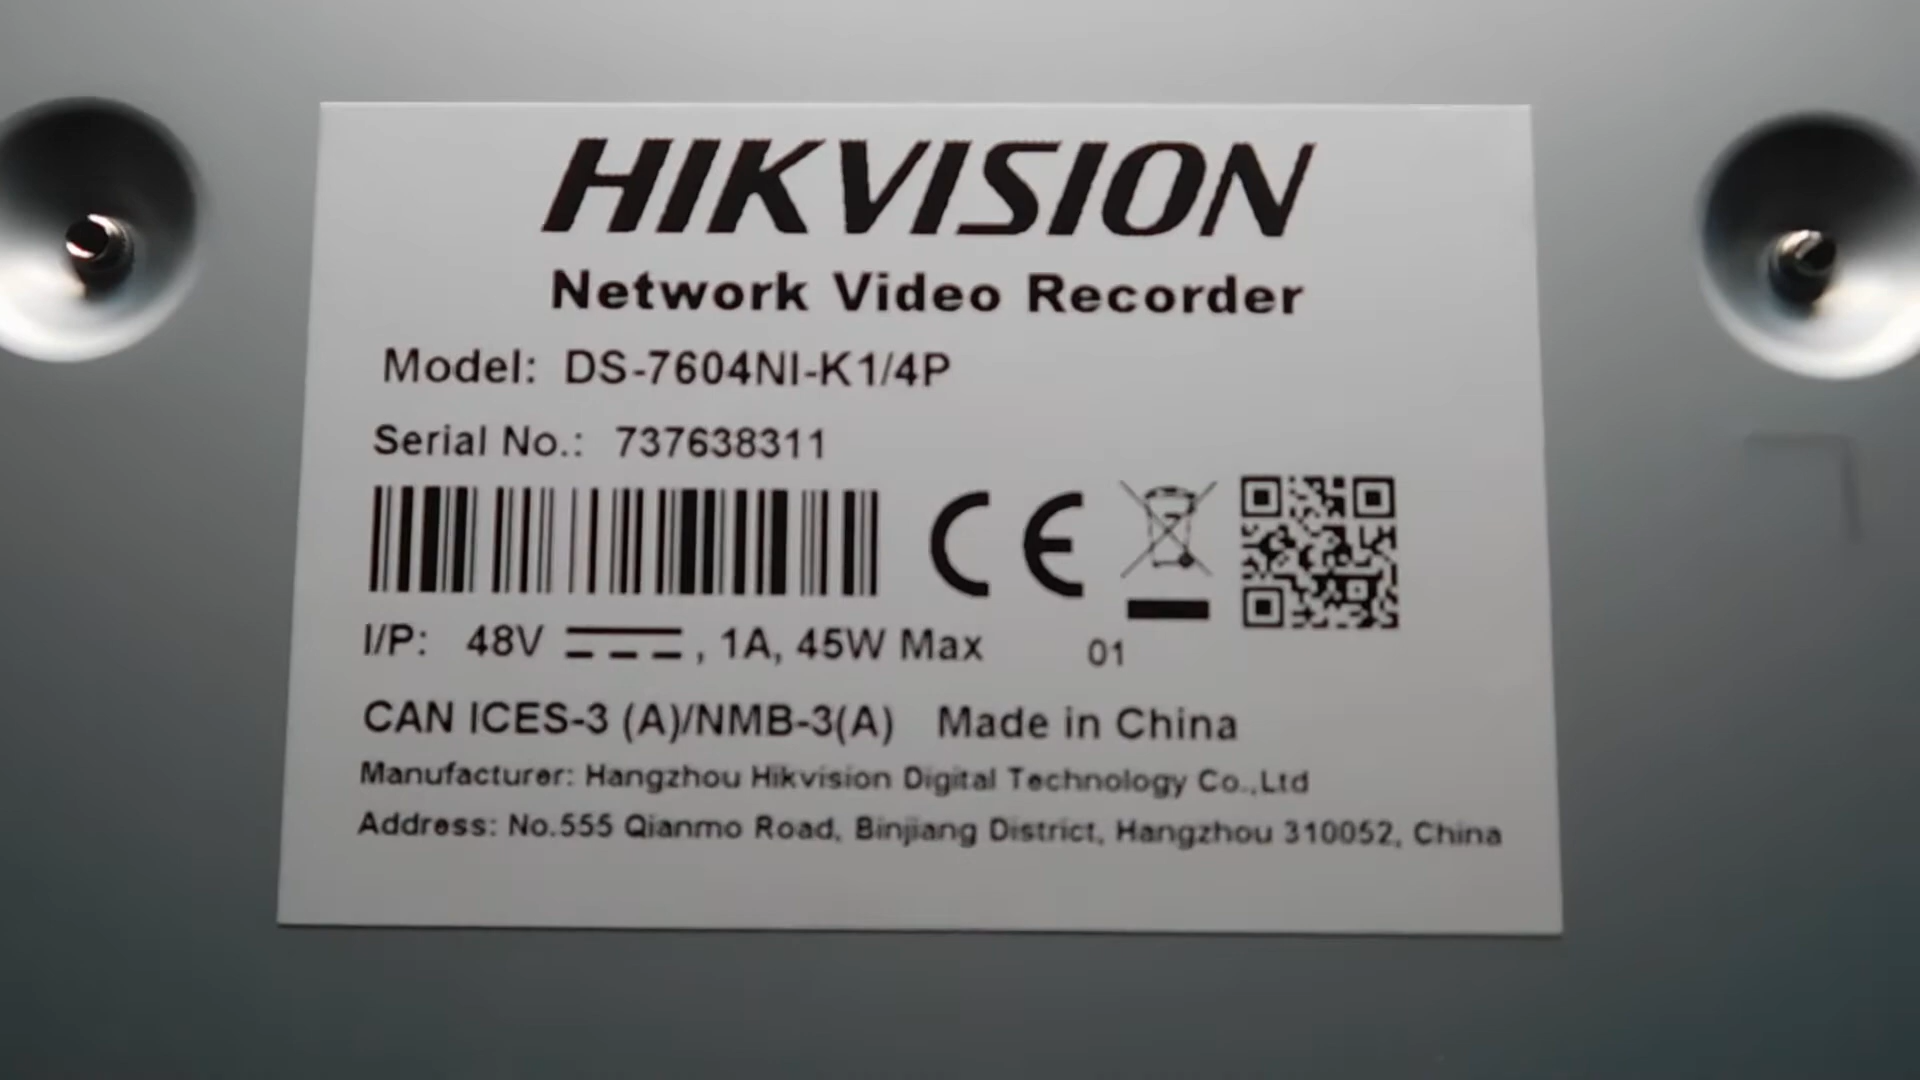 HIKVISION
Network Video Recorder
Model: DS-7604NI-K1/4P
Serial No.: 737638311
CE
I/P: 48V ⎓, 1A, 45W Max 01
CAN ICES-3 (A)/NMB-3(A) Made in China
Manufacturer: Hangzhou Hikvision Digital Technology Co.,Ltd
Address: No.555 Qianmo Road, Binjiang District, Hangzhou 310052, China